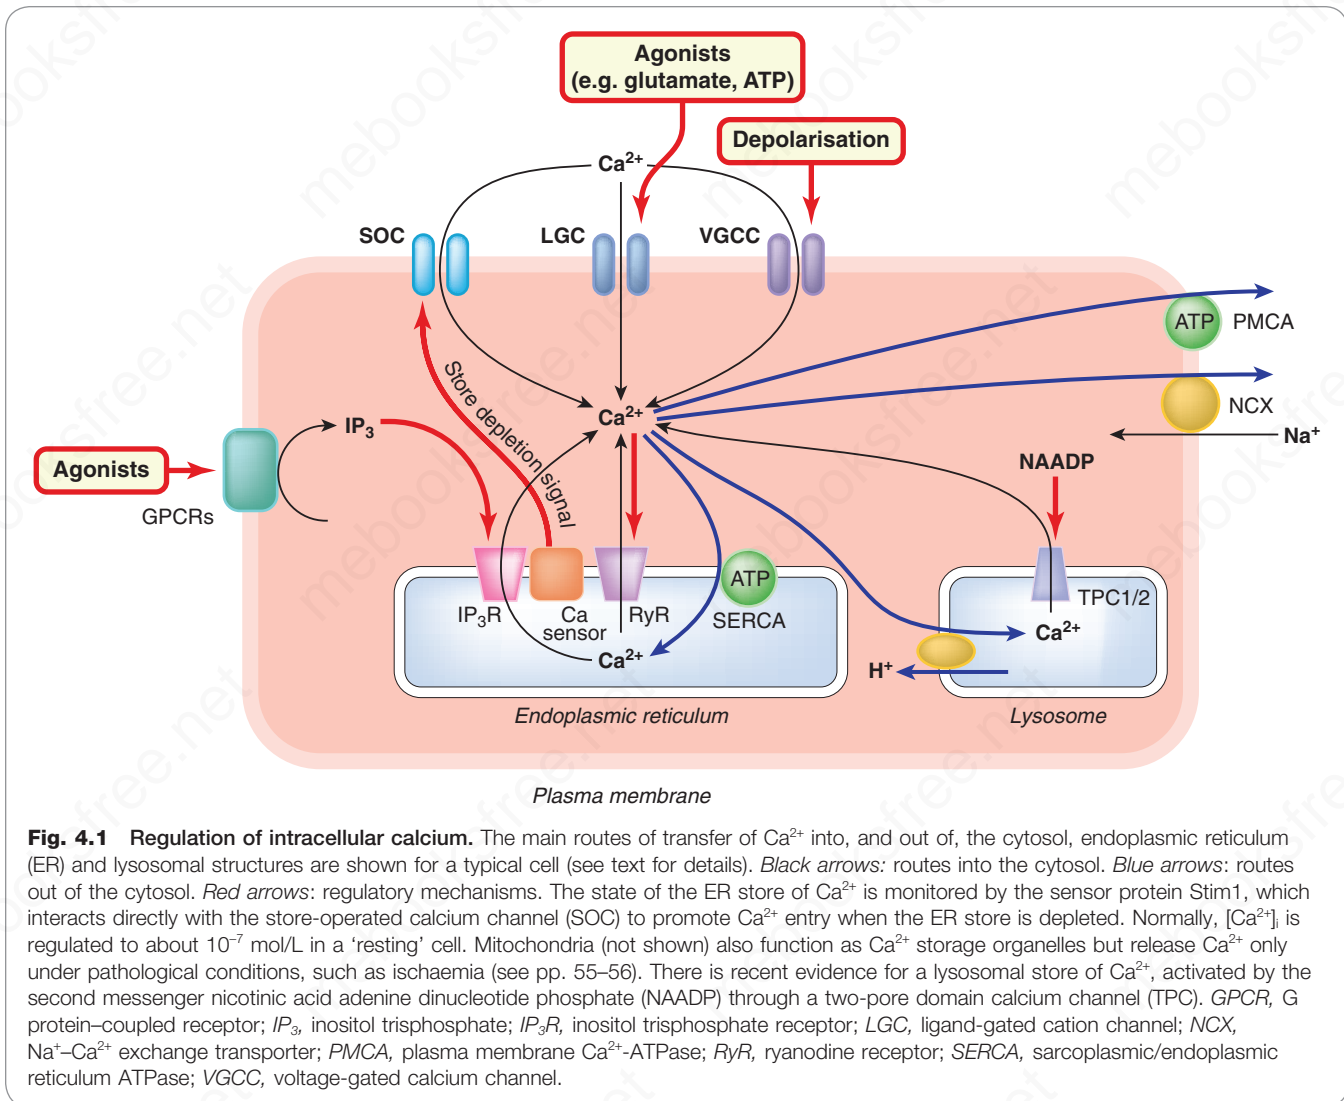 Agonists
(e.g. glutamate, ATP)
Depolarisation
Ca²⁺
SOC
LGC
VGCC
ATP
PMCA
NCX
Na⁺
Store depletion signal
Ca²⁺
IP₃
Agonists
GPCRs
NAADP
ATP
IP₃R
Ca
sensor
RyR
SERCA
Ca²⁺
TPC1/2
Ca²⁺
H⁺
Endoplasmic reticulum
Lysosome
Plasma membrane
Fig. 4.1 Regulation of intracellular calcium. The main routes of transfer of Ca²⁺ into, and out of, the cytosol, endoplasmic reticulum
(ER) and lysosomal structures are shown for a typical cell (see text for details). Black arrows: routes into the cytosol. Blue arrows: routes
out of the cytosol. Red arrows: regulatory mechanisms. The state of the ER store of Ca²⁺ is monitored by the sensor protein Stim1, which
interacts directly with the store-operated calcium channel (SOC) to promote Ca²⁺ entry when the ER store is depleted. Normally, [Ca²⁺]ᵢ is
regulated to about 10⁻⁷ mol/L in a ‘resting’ cell. Mitochondria (not shown) also function as Ca²⁺ storage organelles but release Ca²⁺ only
under pathological conditions, such as ischaemia (see pp. 55–56). There is recent evidence for a lysosomal store of Ca²⁺, activated by the
second messenger nicotinic acid adenine dinucleotide phosphate (NAADP) through a two-pore domain calcium channel (TPC). GPCR, G
protein–coupled receptor; IP₃, inositol trisphosphate; IP₃R, inositol trisphosphate receptor; LGC, ligand-gated cation channel; NCX,
Na⁺–Ca²⁺ exchange transporter; PMCA, plasma membrane Ca²⁺-ATPase; RyR, ryanodine receptor; SERCA, sarcoplasmic/endoplasmic
reticulum ATPase; VGCC, voltage-gated calcium channel.
mebooksfree.net